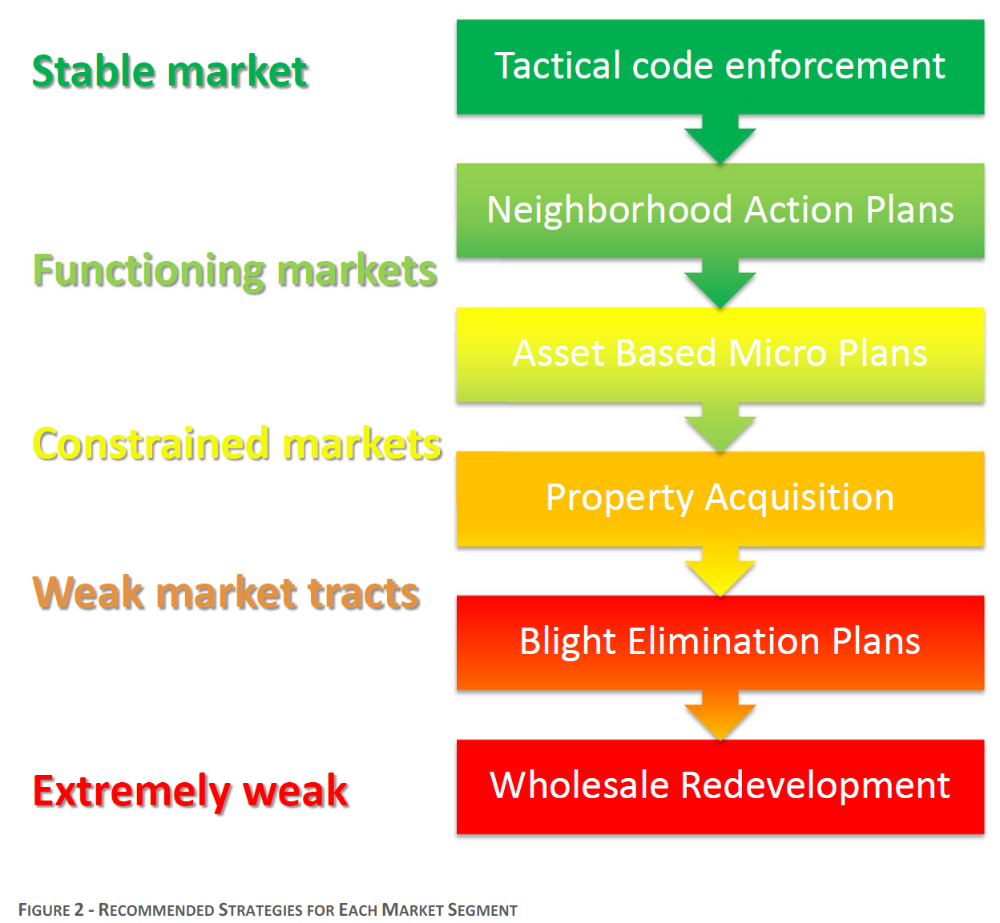 Stable market
Tactical code enforcement
Neighborhood Action Plans
Functioning markets
Asset Based Micro Plans
Constrained markets
Property Acquisition
Weak market tracts
Blight Elimination Plans
Extremely weak
Wholesale Redevelopment
FIGURE 2 - RECOMMENDED STRATEGIES FOR EACH MARKET SEGMENT